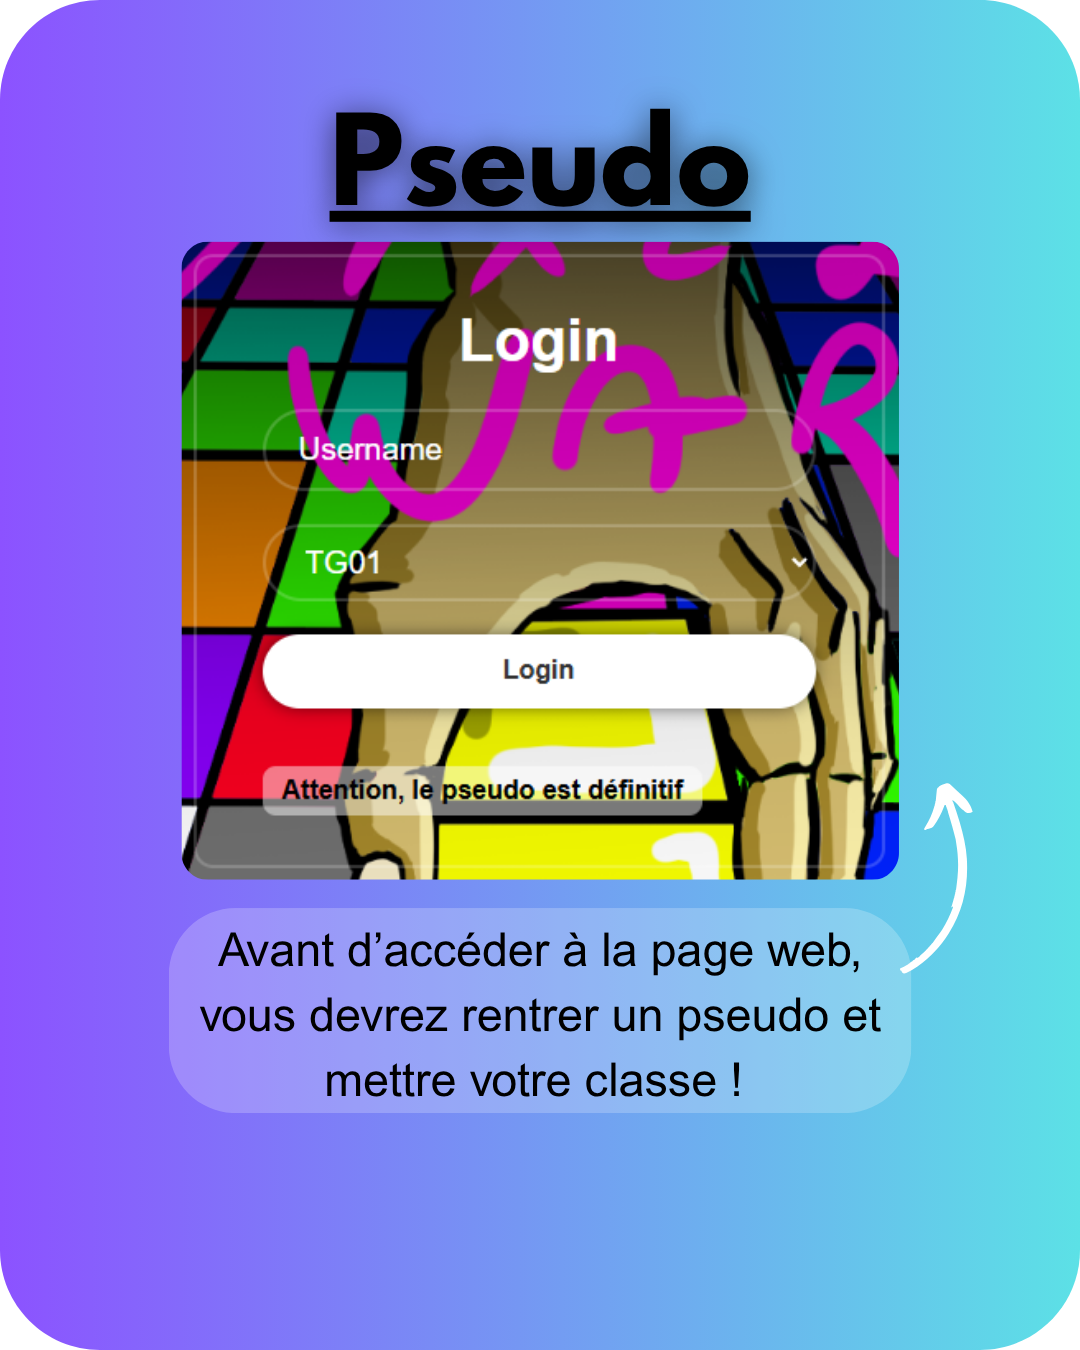 Pseudo
WAR
Login
Username
TG01
Login
Attention, le pseudo est définitif
Avant d’accéder à la page web,
vous devrez rentrer un pseudo et
mettre votre classe !